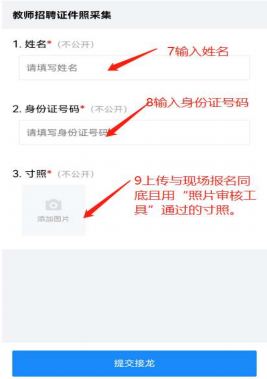 教师招聘证件照采集
1. 姓名* (不公开)
7输入姓名
请填写姓名
2. 身份证号码* (不公开)
8输入身份证号码
请填写身份证号码
3. 寸照* (不公开)
9上传与现场报名同
底且用“照片审核工
具”通过的寸照。
添加图片
提交接龙